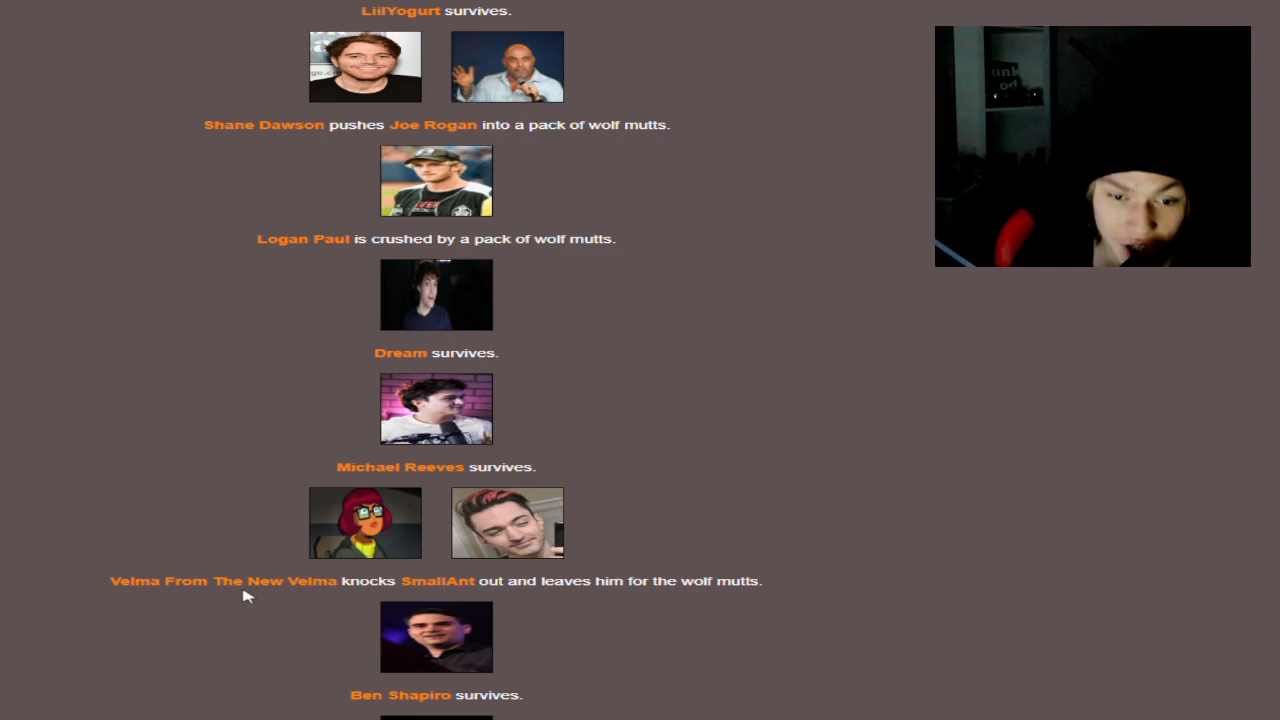 LiilYogurt survives.
Shane Dawson pushes Joe Rogan into a pack of wolf mutts.
Logan Paul is crushed by a pack of wolf mutts.
Dream survives.
Michael Reeves survives.
Velma From The New Velma knocks SmallAnt out and leaves him for the wolf mutts.
Ben Shapiro survives.